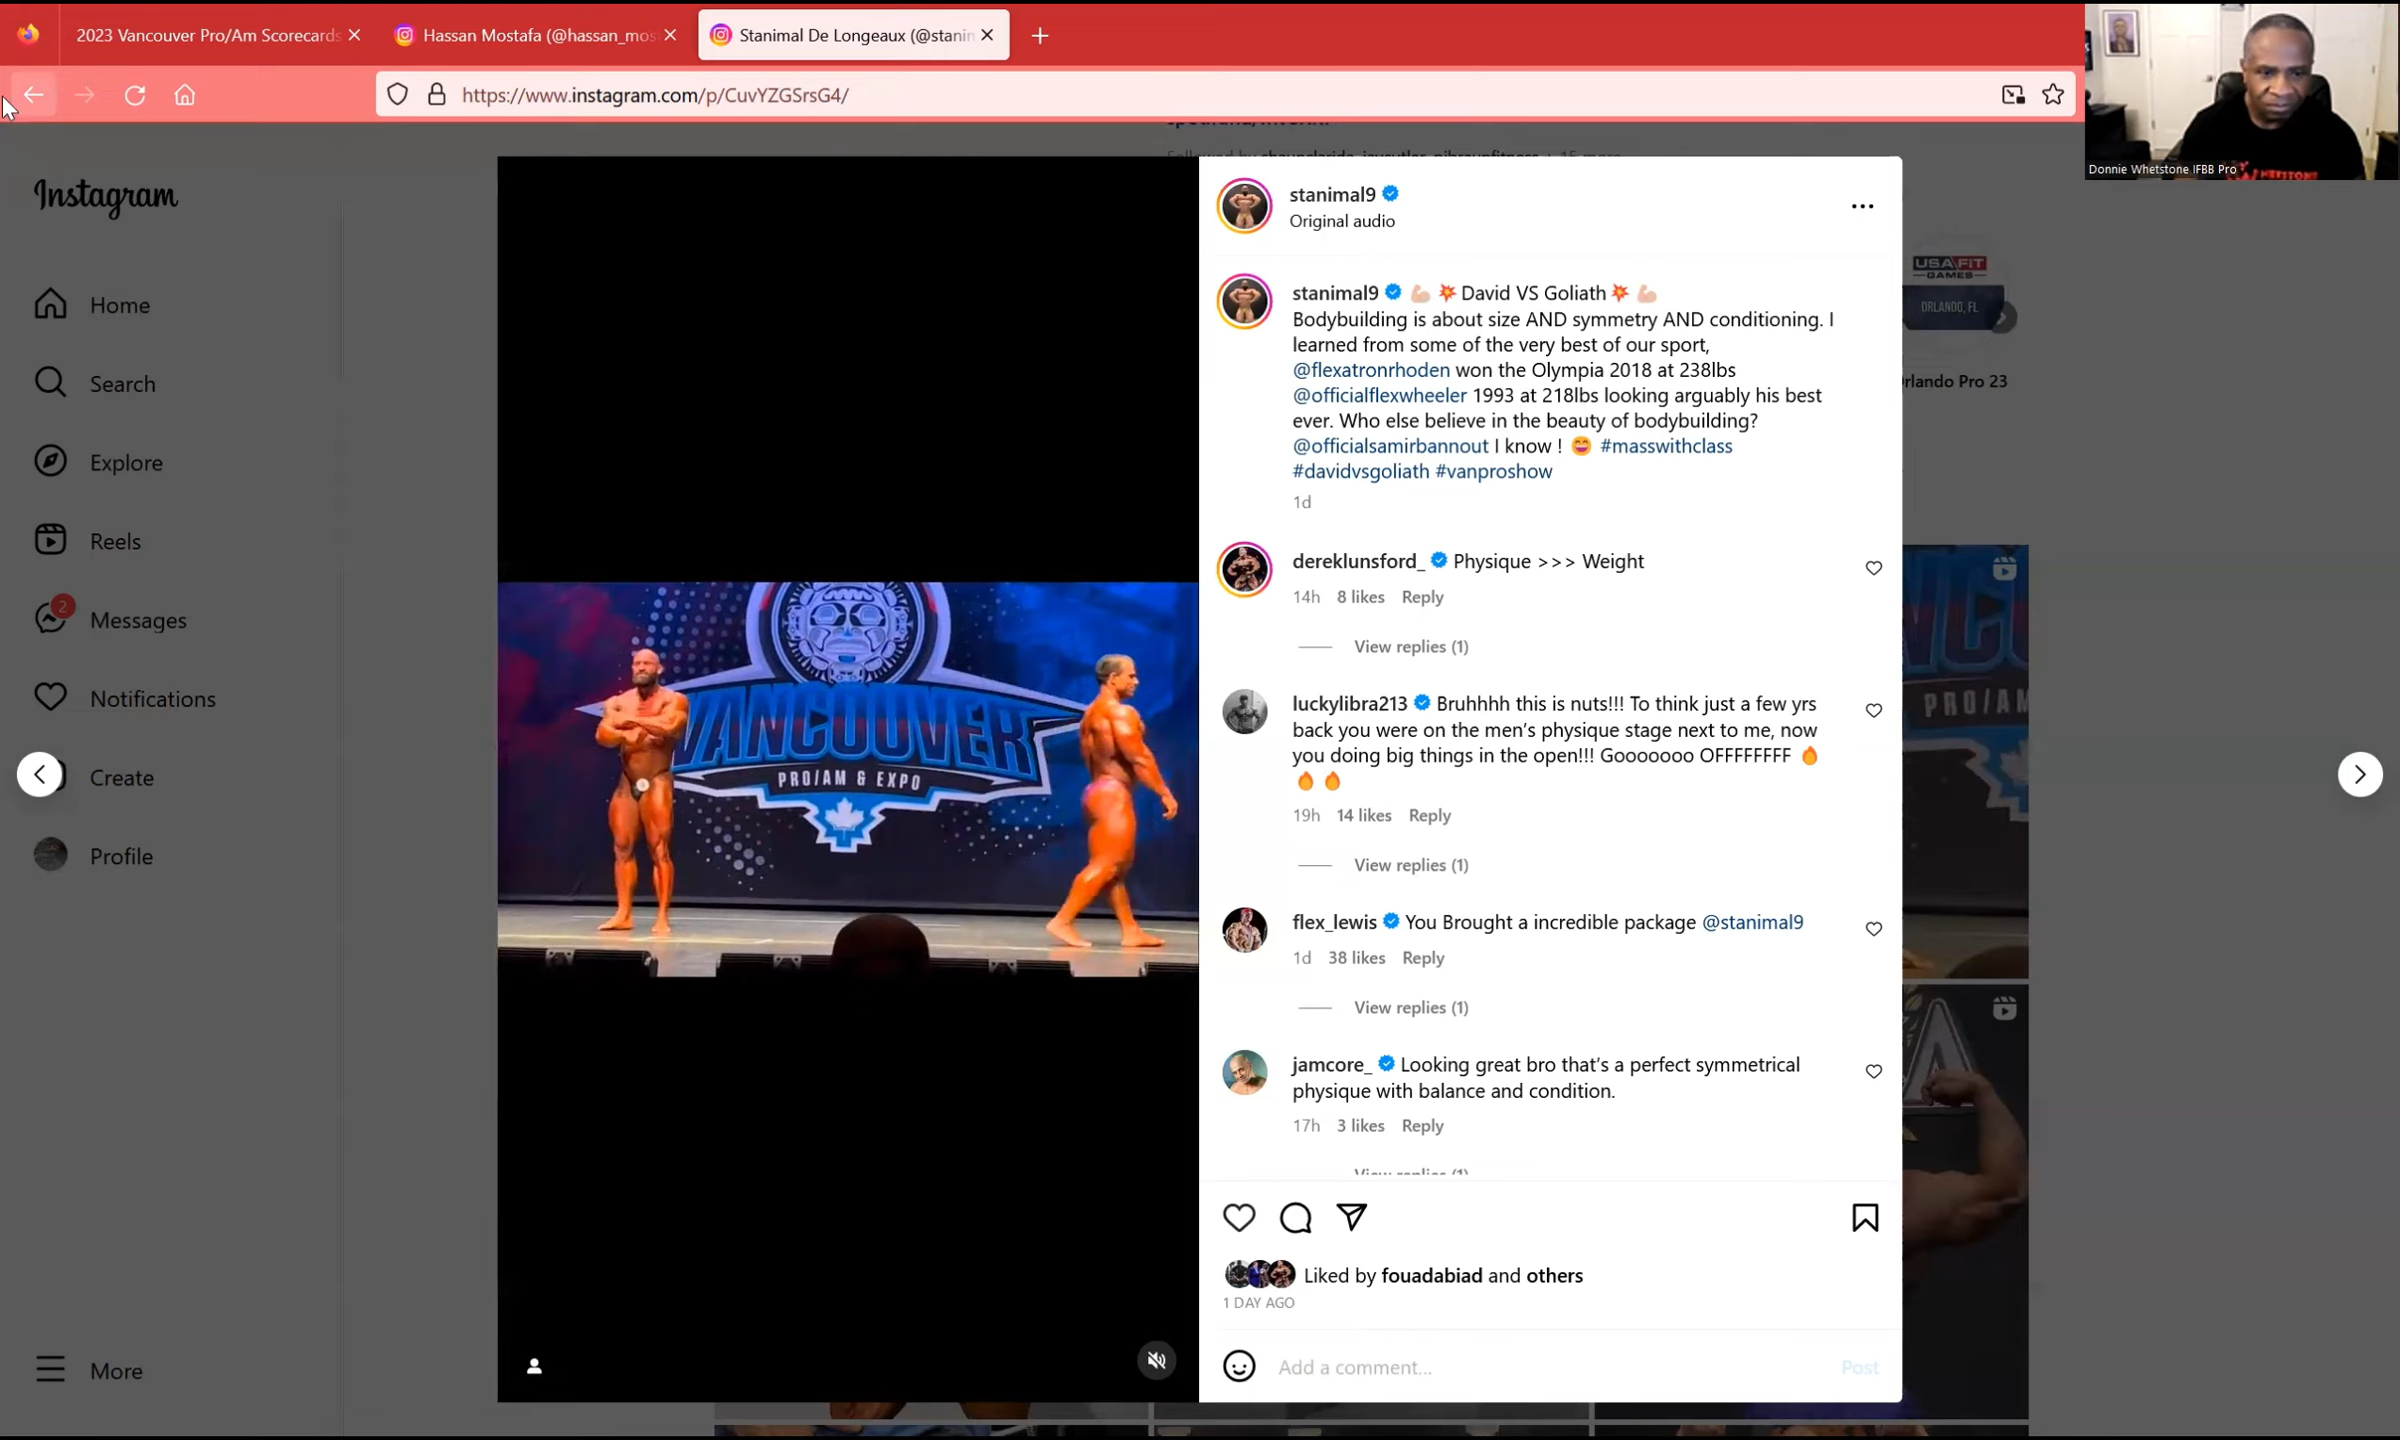 2023 Vancouver Pro/Am Scorecards
Hassan Mostafa (@hassan_mos
Stanimal De Longeaux (@stanim
https://www.instagram.com/p/CuvYZGSrsG4/
Donnie Whetstone IFBB Pro
WHETSTONE
Instagram
Home
Search
Explore
Reels
2
Messages
Notifications
Create
Profile
More
VANCOUVER
PRO/AM & EXPO
stanimal9
Original audio
stanimal9 💪🏻 💥 David VS Goliath 💥 💪🏻
Bodybuilding is about size AND symmetry AND conditioning. I
learned from some of the very best of our sport,
@flexatronrhoden won the Olympia 2018 at 238lbs
@officialflexwheeler 1993 at 218lbs looking arguably his best
ever. Who else believe in the beauty of bodybuilding?
@officialsamirbannout I know ! 😄 #masswithclass
#davidvsgoliath #vanproshow
1d
dereklunsford_ Physique >>> Weight
14h 8 likes Reply
View replies (1)
luckylibra213 Bruhhhh this is nuts!!! To think just a few yrs
back you were on the men’s physique stage next to me, now
you doing big things in the open!!! Gooooooo OFFFFFFFF 🔥
🔥 🔥
19h 14 likes Reply
View replies (1)
flex_lewis You Brought a incredible package @stanimal9
1d 38 likes Reply
View replies (1)
jamcore_ Looking great bro that’s a perfect symmetrical
physique with balance and condition.
17h 3 likes Reply
View replies (1)
Liked by fouadabiad and others
1 DAY AGO
Add a comment...
Post
USA FIT
GAMES
ORLANDO, FL
rlando Pro 23
PRO/AM